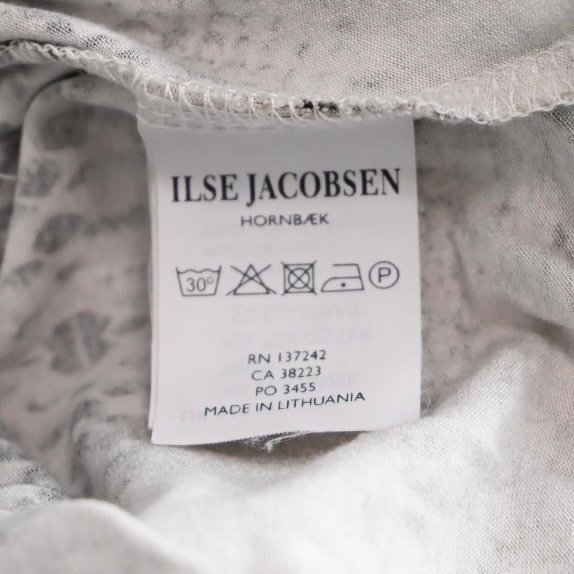 ILSE JACOBSEN
HORNBÆK
30° P
RN 137242
CA 38223
PO 3455
MADE IN LITHUANIA